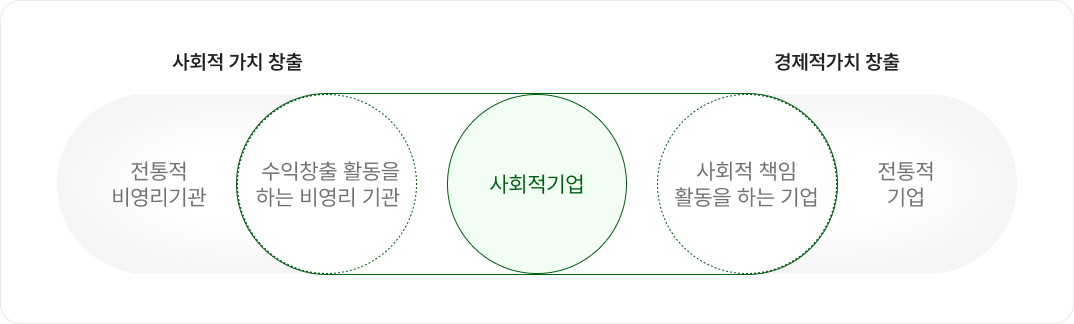 사회적 가치 창출
경제적가치 창출
전통적
비영리기관
수익창출 활동을
하는 비영리 기관
사회적기업
사회적 책임
활동을 하는 기업
전통적
기업